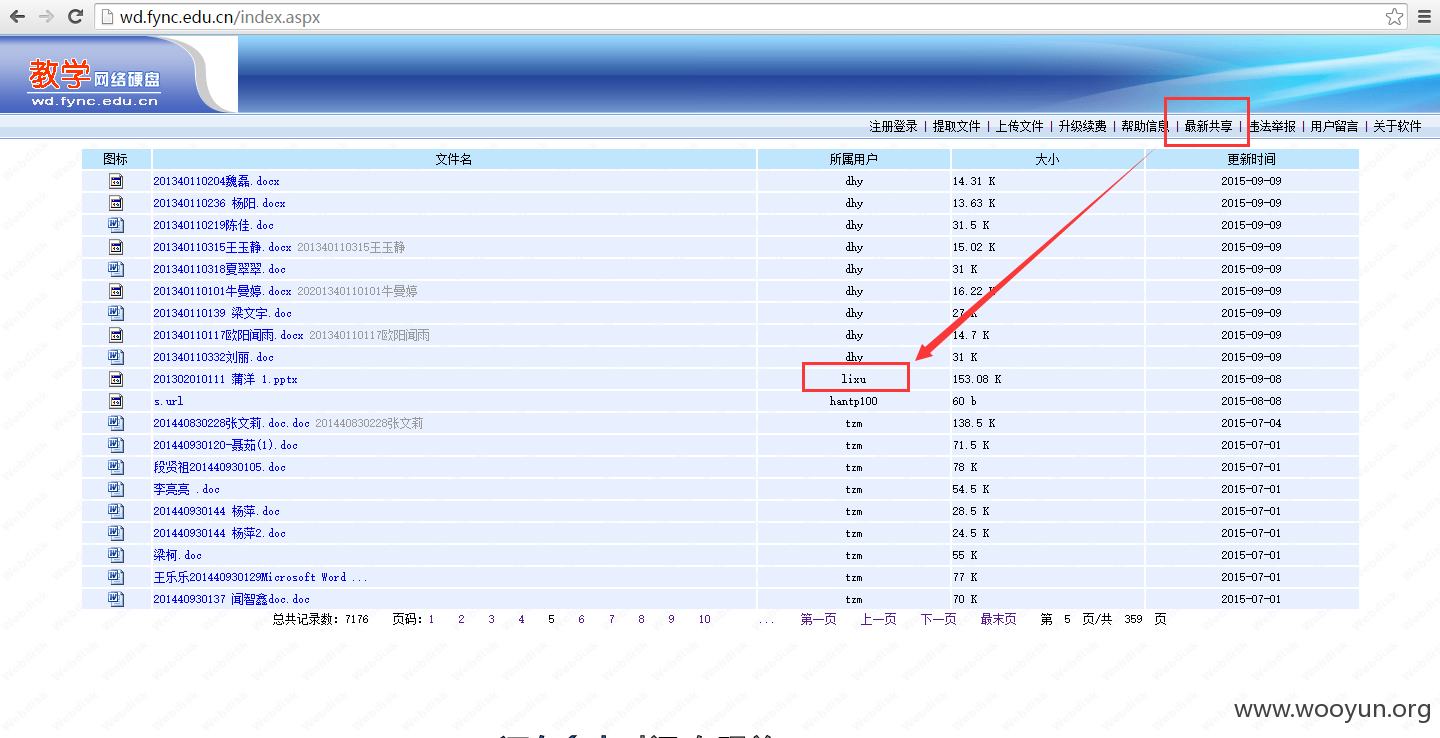 wd.fync.edu.cn/index.aspx
教学网络硬盘
wd.fync.edu.cn
注册登录 | 提取文件 | 上传文件 | 升级续费 | 帮助信息 | 最新共享 | 违法举报 | 用户留言 | 关于软件
图标 文件名 所属用户 大小 更新时间
201340110204魏磊.docx dhy 14.31 K 2015-09-09
201340110236 杨阳.docx dhy 13.63 K 2015-09-09
201340110219陈佳.doc dhy 31.5 K 2015-09-09
201340110315王玉静.docx 201340110315王玉静 dhy 15.02 K 2015-09-09
201340110318夏翠翠.doc dhy 31 K 2015-09-09
201340110101牛曼婷.docx 20201340110101牛曼婷 dhy 16.22 K 2015-09-09
201340110139 梁文宇.doc dhy 27 K 2015-09-09
201340110117欧阳闻雨.docx 201340110117欧阳闻雨 dhy 14.7 K 2015-09-09
201340110332刘丽.doc dhy 31 K 2015-09-09
201302010111 蒲洋 1.pptx lixu 153.08 K 2015-09-08
s.url hantp100 60 b 2015-08-08
201440830228张文莉.doc.doc 201440830228张文莉 tzm 138.5 K 2015-07-04
201440930120-聂茹(1).doc tzm 71.5 K 2015-07-01
段贤祖201440930105.doc tzm 78 K 2015-07-01
李亮亮 .doc tzm 54.5 K 2015-07-01
201440930144 杨萍.doc tzm 28.5 K 2015-07-01
201440930144 杨萍2.doc tzm 24.5 K 2015-07-01
梁柯.doc tzm 55 K 2015-07-01
王乐乐201440930129Microsoft Word ... tzm 77 K 2015-07-01
201440930137 闻智鑫doc.doc tzm 70 K 2015-07-01
总共记录数：7176 页码：1 2 3 4 5 6 7 8 9 10 ... 第一页 上一页 下一页 最末页 第 5 页/共 359 页
www.wooyun.org